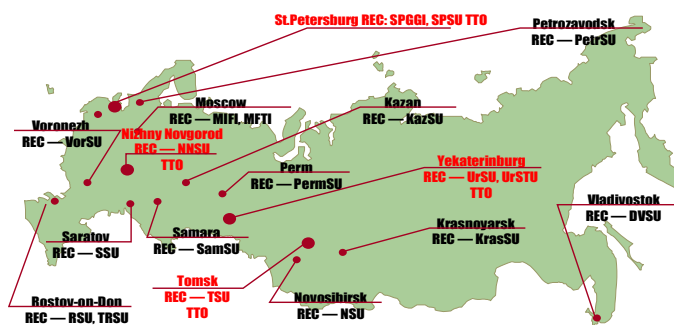 St.Petersburg REC: SPGGI, SPSU TTO
Petrozavodsk
REC — PetrSU
Moscow
REC — MIFI, MFTI
Kazan
REC — KazSU
Voronezh
REC — VorSU
Nizhny Novgorod
REC — NNSU
TTO
Perm
REC — PermSU
Yekaterinburg
REC — UrSU, UrSTU
TTO
Vladivostok
REC — DVSU
Saratov
REC — SSU
Samara
REC — SamSU
Krasnoyarsk
REC — KrasSU
Tomsk
REC — TSU
TTO
Novosibirsk
REC — NSU
Rostov-on-Don
REC — RSU, TRSU